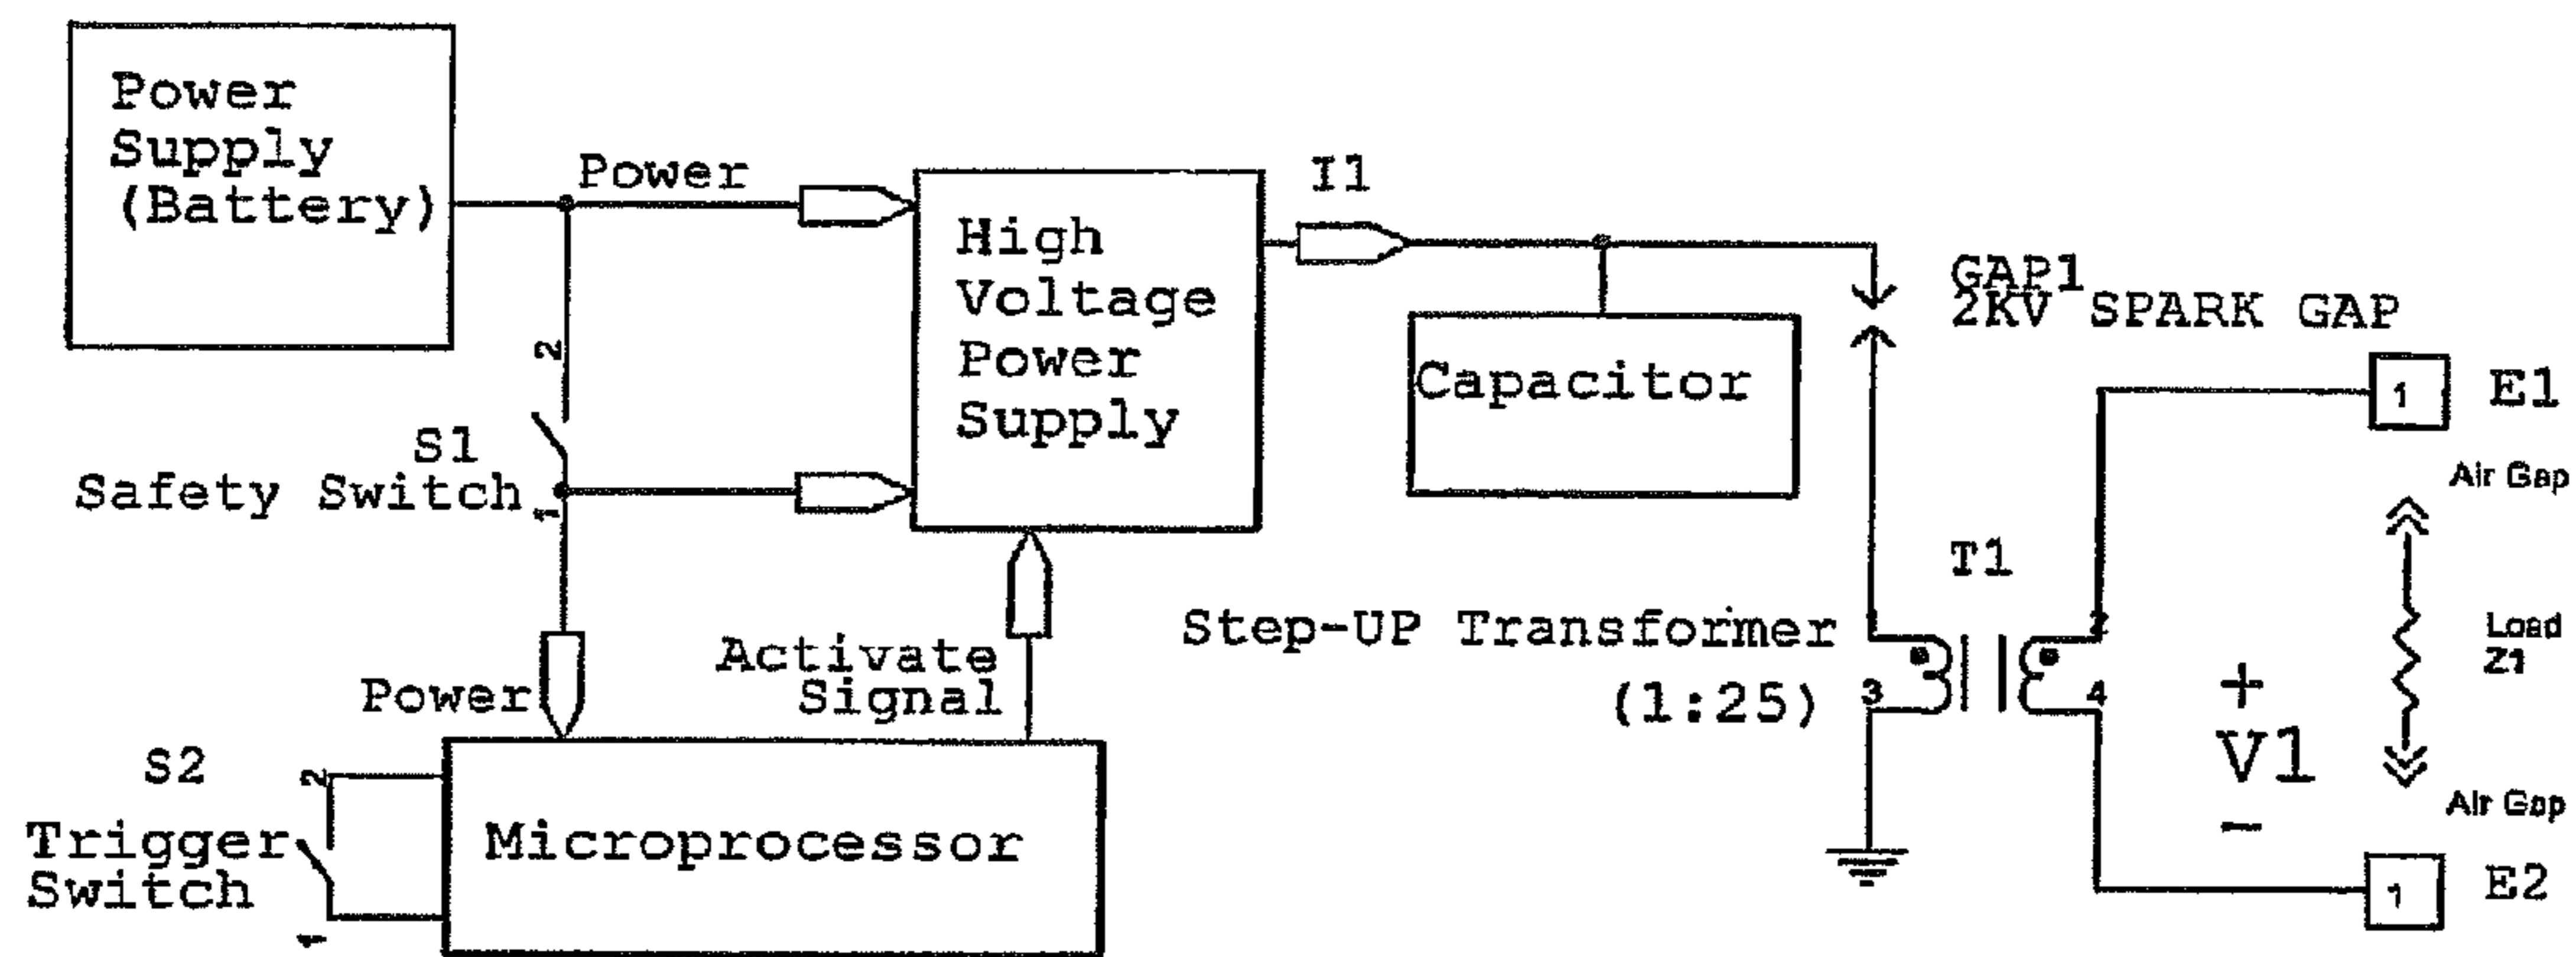 Power
Supply
(Battery)
Power
High
Voltage
Power
Supply
I1
GAP1
2KV SPARK GAP
Capacitor
1
E1
Air Gap
2
S1
Safety Switch
1
T1
Step-UP Transformer
(1:25)
1
2
3
4
+
V1
-
Load
Z1
Air Gap
1
E2
Activate
Signal
Power
S2
2
Trigger
Switch
1
Microprocessor